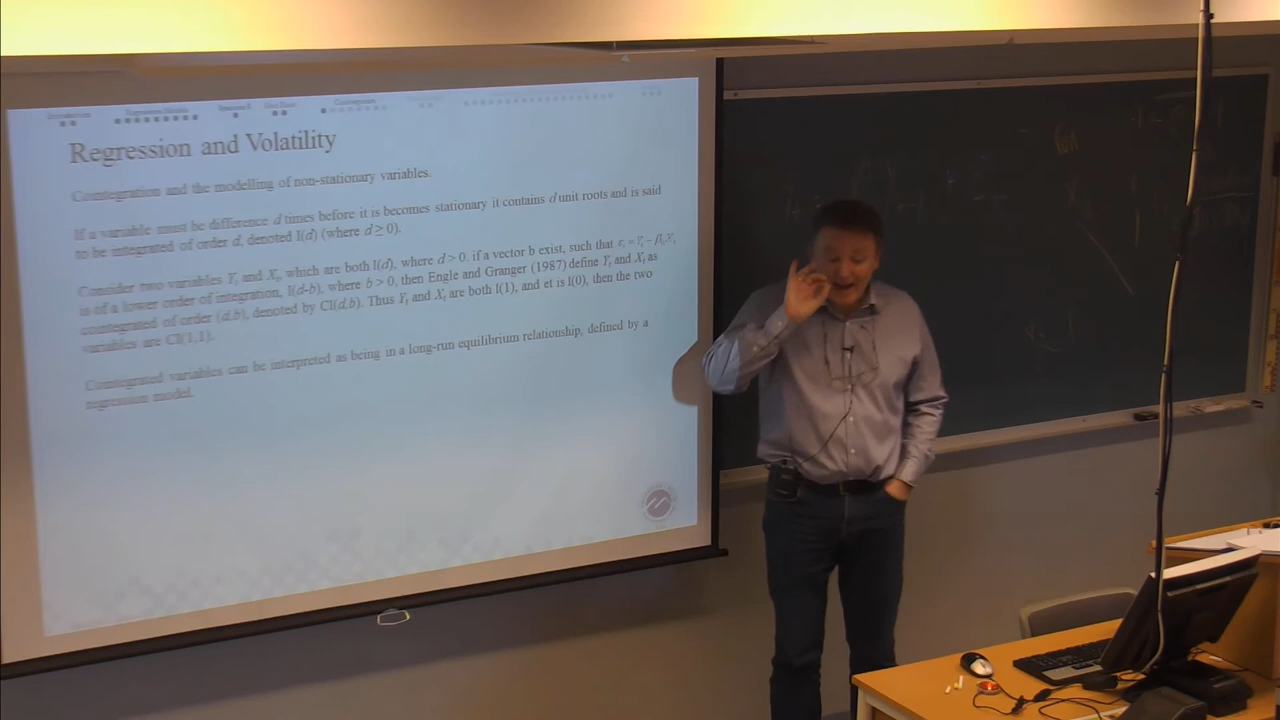 Regression Models
Cointegration
Regression and Volatility
Cointegration and the modelling of non-stationary variables.
If a variable must be difference d times before it is becomes stationary it contains d unit roots and is said
to be integrated of order d, denoted I(d) (where d ≥ 0).
Consider two variables Yt and Xt, which are both I(d), where d > 0. if a vector b exist, such that εt = Yt − βt,Xt,
is of a lower order of integration, I(d-b), where b > 0, then Engle and Granger (1987) define Yt and Xt as
cointegrated of order (d,b), denoted by CI(d,b). Thus Yt and Xt are both I(1), and et is I(0), then the two
variables are CI(1,1).
Cointegrated variables can be interpreted as being in a long-run equilibrium relationship, defined by a
regression model.